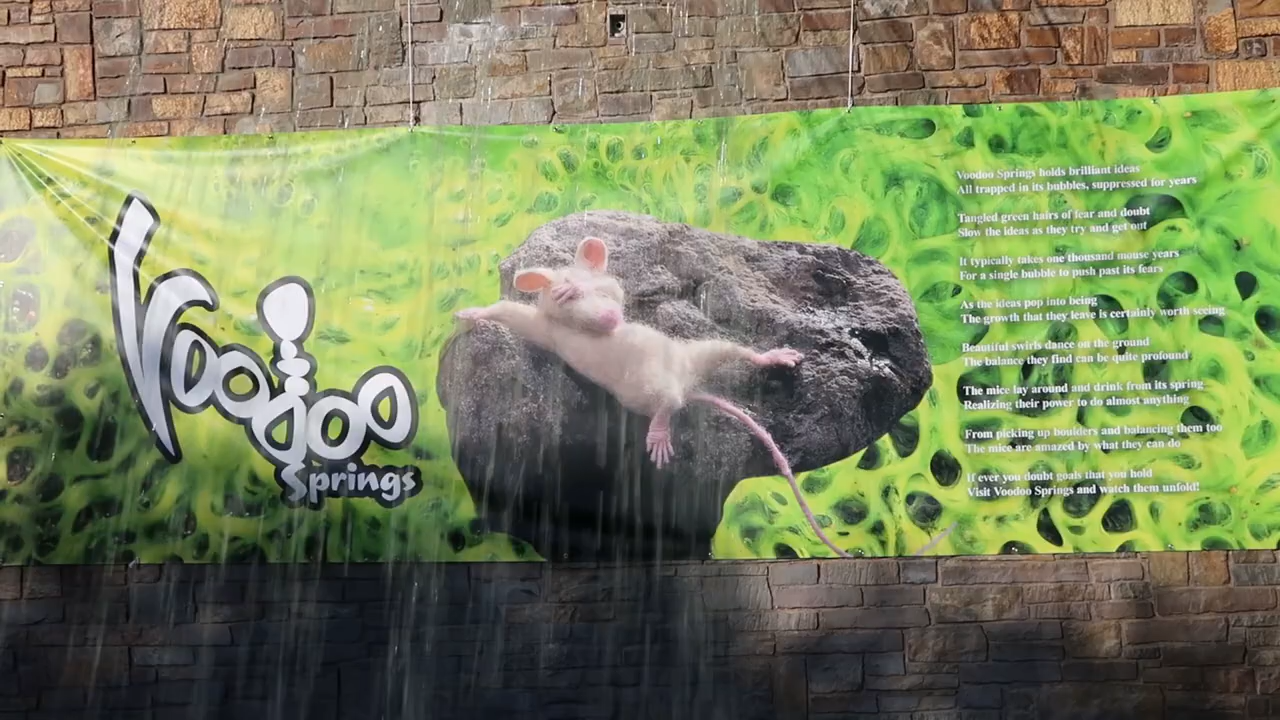 Voodoo
Springs
Voodoo Springs holds brilliant ideas
All trapped in its bubbles, suppressed for years
Tangled green hairs of fear and doubt
Slow the ideas as they try and get out
It typically takes one thousand mouse years
For a single bubble to push past its fears
As the ideas pop into being
The growth that they leave is certainly worth seeing
Beautiful swirls dance on the ground
The balance they find can be quite profound
The mice lay around and drink from its spring
Realizing their power to do almost anything
From picking up boulders and balancing them too
The mice are amazed by what they can do
If ever you doubt goals that you hold
Visit Voodoo Springs and watch them unfold!